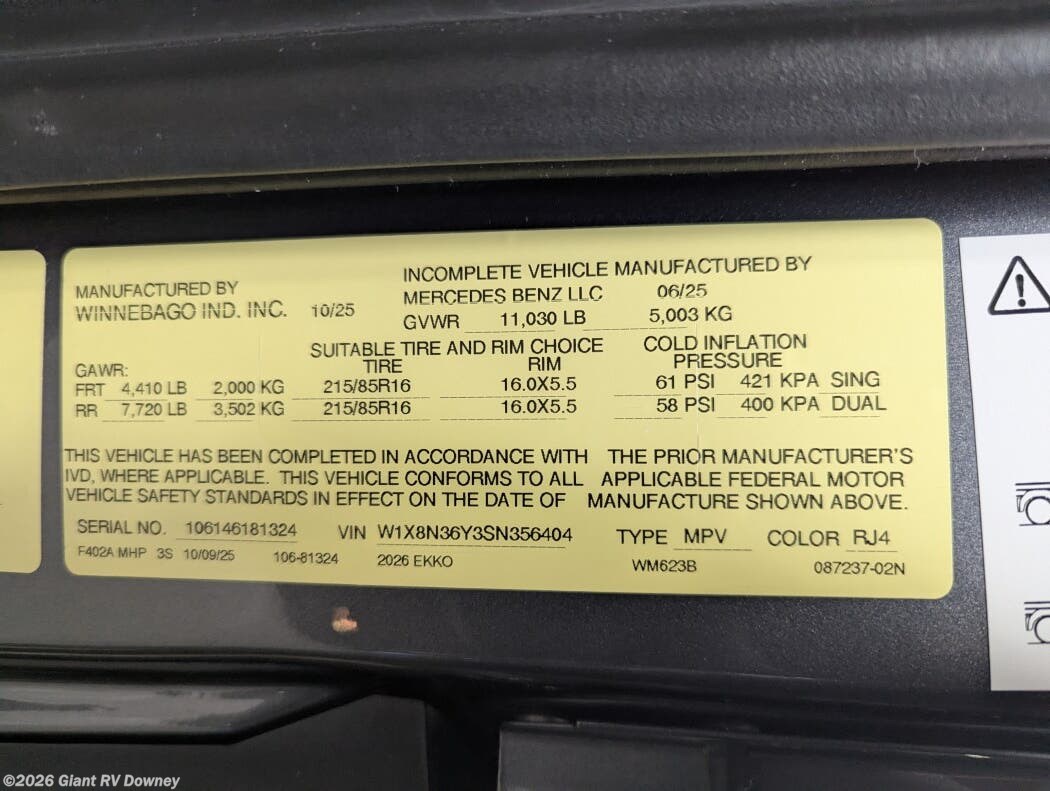 MANUFACTURED BY
WINNEBAGO IND. INC. 10/25
INCOMPLETE VEHICLE MANUFACTURED BY
MERCEDES BENZ LLC 06/25
GVWR 11,030 LB 5,003 KG
SUITABLE TIRE AND RIM CHOICE COLD INFLATION
GAWR: TIRE RIM PRESSURE
FRT 4,410 LB 2,000 KG 215/85R16 16.0X5.5 61 PSI 421 KPA SING
RR 7,720 LB 3,502 KG 215/85R16 16.0X5.5 58 PSI 400 KPA DUAL
THIS VEHICLE HAS BEEN COMPLETED IN ACCORDANCE WITH THE PRIOR MANUFACTURER'S
IVD, WHERE APPLICABLE. THIS VEHICLE CONFORMS TO ALL APPLICABLE FEDERAL MOTOR
VEHICLE SAFETY STANDARDS IN EFFECT ON THE DATE OF MANUFACTURE SHOWN ABOVE.
SERIAL NO. 106146181324 VIN W1X8N36Y3SN356404 TYPE MPV COLOR RJ4
F402A MHP 3S 10/09/25 106-81324 2026 EKKO WM623B 087237-02N
©2026 Giant RV Downey